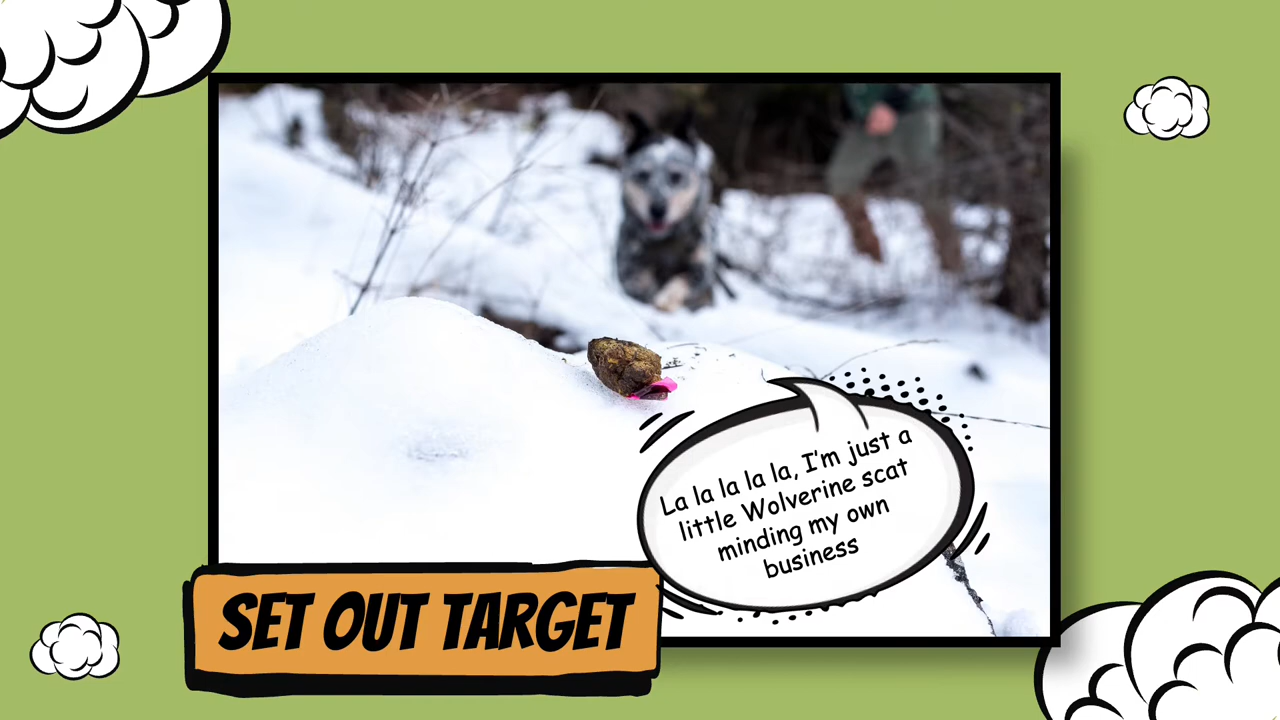 La la la la la, I'm just a
little Wolverine scat
minding my own
business
SET OUT TARGET